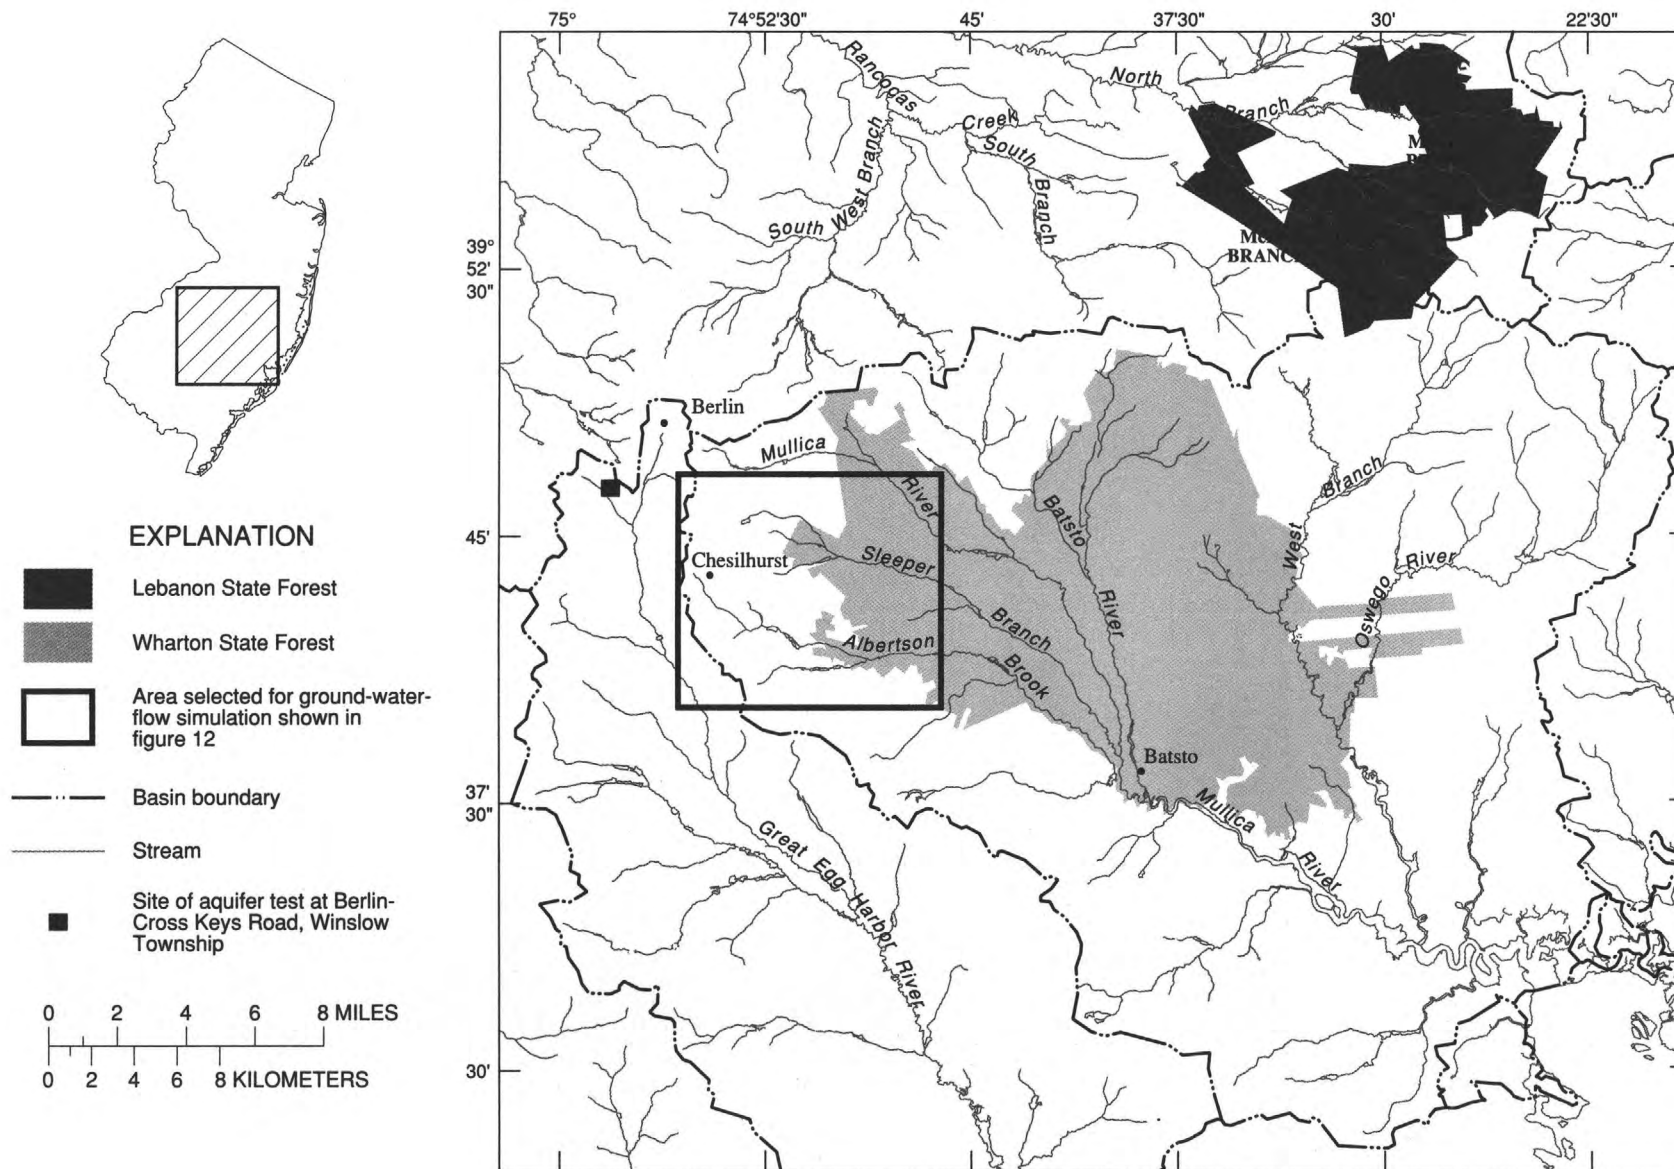 75°
74°52'30"
45'
37'30"
30'
22'30"
39°
52'
30"
45'
37'
30"
30'
Rancocas
Creek
North
Branch
South
Branch
South West Branch
BRANCH
Berlin
Mullica
River
Chesilhurst
Sleeper
Branch
Albertson
Brook
Batsto
River
West
Branch
Oswego
River
Batsto
Mullica
River
Great Egg Harbor River
EXPLANATION
Lebanon State Forest
Wharton State Forest
Area selected for ground-water-
flow simulation shown in
figure 12
Basin boundary
Stream
Site of aquifer test at Berlin-
Cross Keys Road, Winslow
Township
0 2 4 6 8 MILES
0 2 4 6 8 KILOMETERS